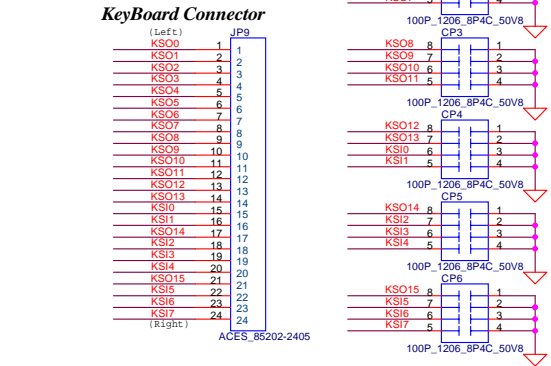 KeyBoard Connector
(Left)
JP9
KSO0 1 1
KSO1 2 2
KSO2 3 3
KSO3 4 4
KSO4 5 5
KSO5 6 6
KSO6 7 7
KSO7 8 8
KSO8 9 9
KSO9 10 10
KSO10 11 11
KSO11 12 12
KSO12 13 13
KSO13 14 14
KSI0 15 15
KSI1 16 16
KSO14 17 17
KSI2 18 18
KSI3 19 19
KSI4 20 20
KSO15 21 21
KSI5 22 22
KSI6 23 23
KSI7 24 24
(Right)
ACES_85202-2405
100P_1206_8P4C_50V8
CP3
KSO8 8 1
KSO9 7 2
KSO10 6 3
KSO11 5 4
100P_1206_8P4C_50V8
CP4
KSO12 8 1
KSO13 7 2
KSI0 6 3
KSI1 5 4
100P_1206_8P4C_50V8
CP5
KSO14 8 1
KSI2 7 2
KSI3 6 3
KSI4 5 4
100P_1206_8P4C_50V8
CP6
KSO15 8 1
KSI5 7 2
KSI6 6 3
KSI7 5 4
100P_1206_8P4C_50V8